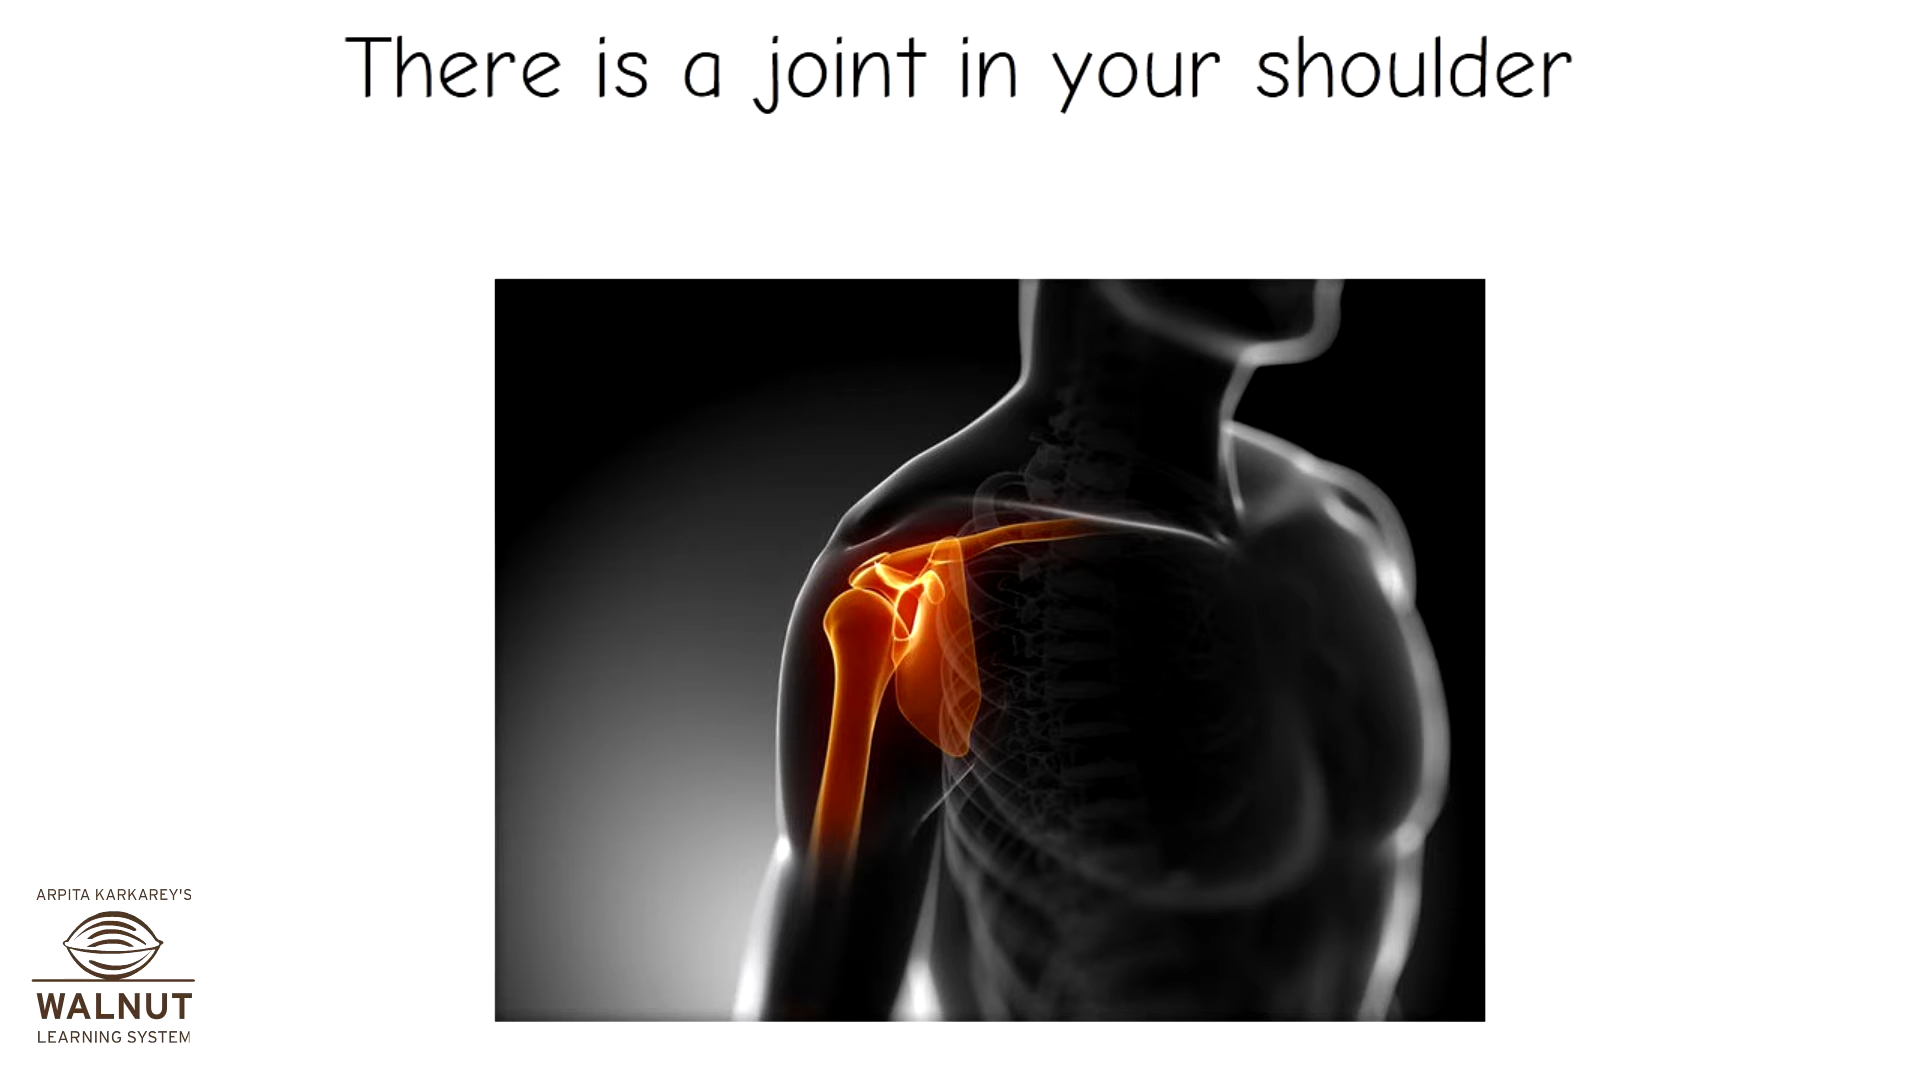 There is a joint in your shoulder
ARPITA KARKAREY'S
WALNUT
LEARNING SYSTEM